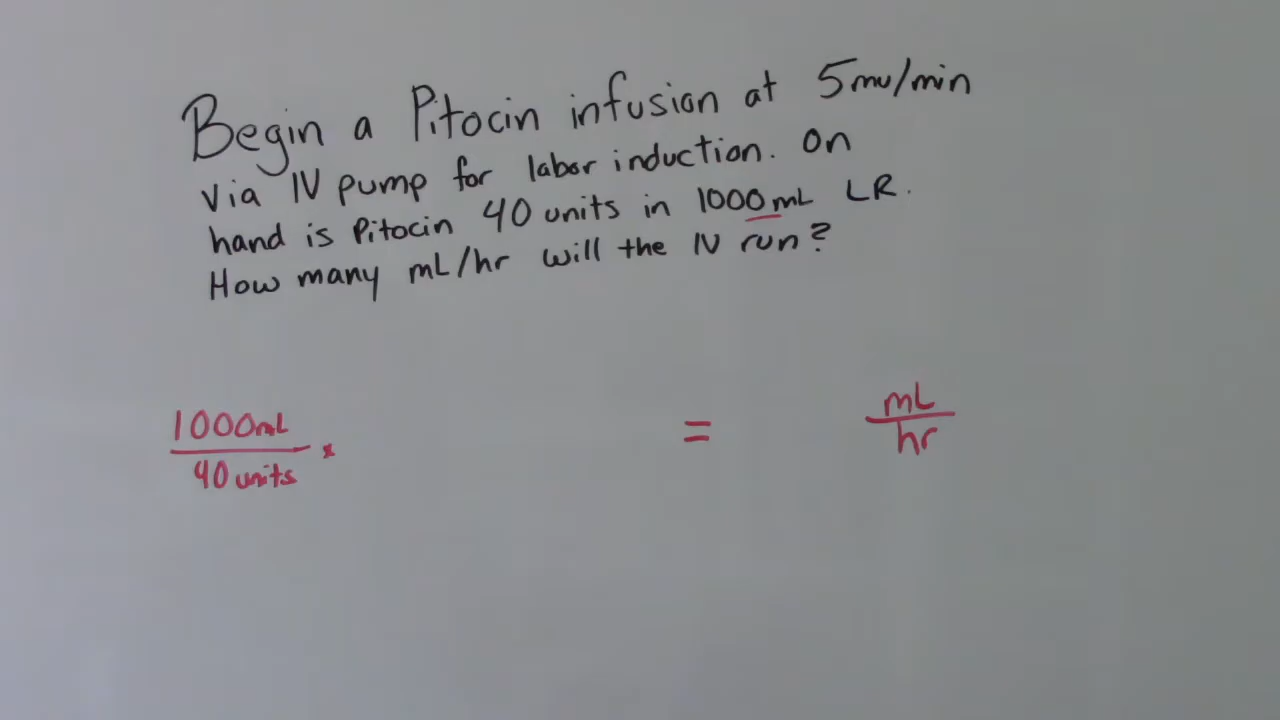 Begin a Pitocin infusion at 5mu/min
Via IV pump for labor induction. On
hand is Pitocin 40 units in 1000mL LR.
How many mL/hr will the IV run?
1000mL
40 units
*
=
mL
hr